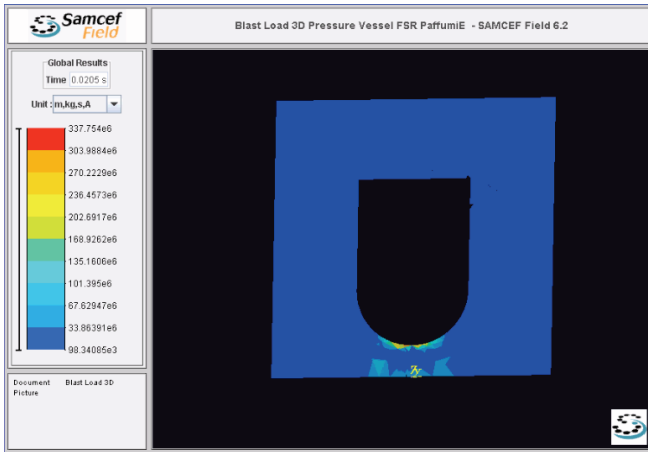 Samcef
Field
Blast Load 3D Pressure Vessel FSR PaffumiE - SAMCEF Field 6.2
Global Results
Time 0.0205 s
Unit : m,kg,s,A
337.754e6
303.9884e6
270.2229e6
236.4573e6
202.6917e6
168.9262e6
135.1606e6
101.395e6
67.62947e6
33.86391e6
98.34085e3
Document Blast Load 3D
Picture